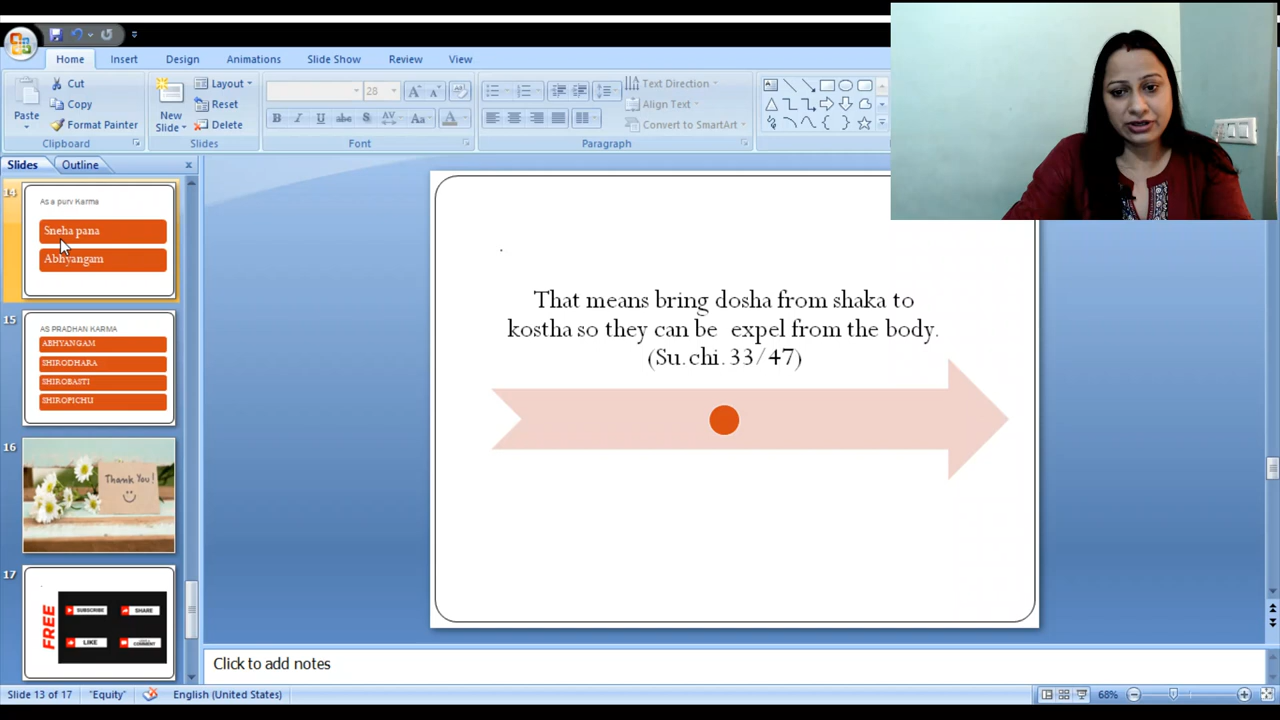 Home
Insert
Design
Animations
Slide Show
Review
View
Paste
Cut
Copy
Format Painter
Clipboard
New
Slide
Layout
Reset
Delete
Slides
28
B I U abc S AV Aa A
Font
Text Direction
Align Text
Convert to SmartArt
Paragraph
Slides
Outline
14
As a purv Karma
Sneha pana
Abhyangam
15
AS PRADHAN KARMA
ABHYANGAM
SHIRODHARA
SHIROBASTI
SHIROPICHU
16
Thank You!
17
FREE
SUBSCRIBE
SHARE
LIKE
COMMENT
.
That means bring dosha from shaka to
kostha so they can be expel from the body.
(Su.chi. 33/47)
Click to add notes
Slide 13 of 17
"Equity"
English (United States)
68%